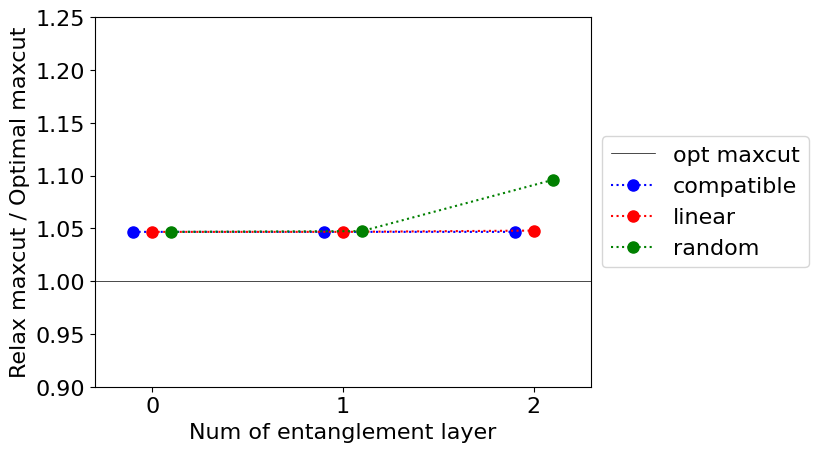 Relax maxcut / Optimal maxcut
1.25
1.20
1.15
1.10
1.05
1.00
0.95
0.90
0
1
2
Num of entanglement layer
opt maxcut
compatible
linear
random